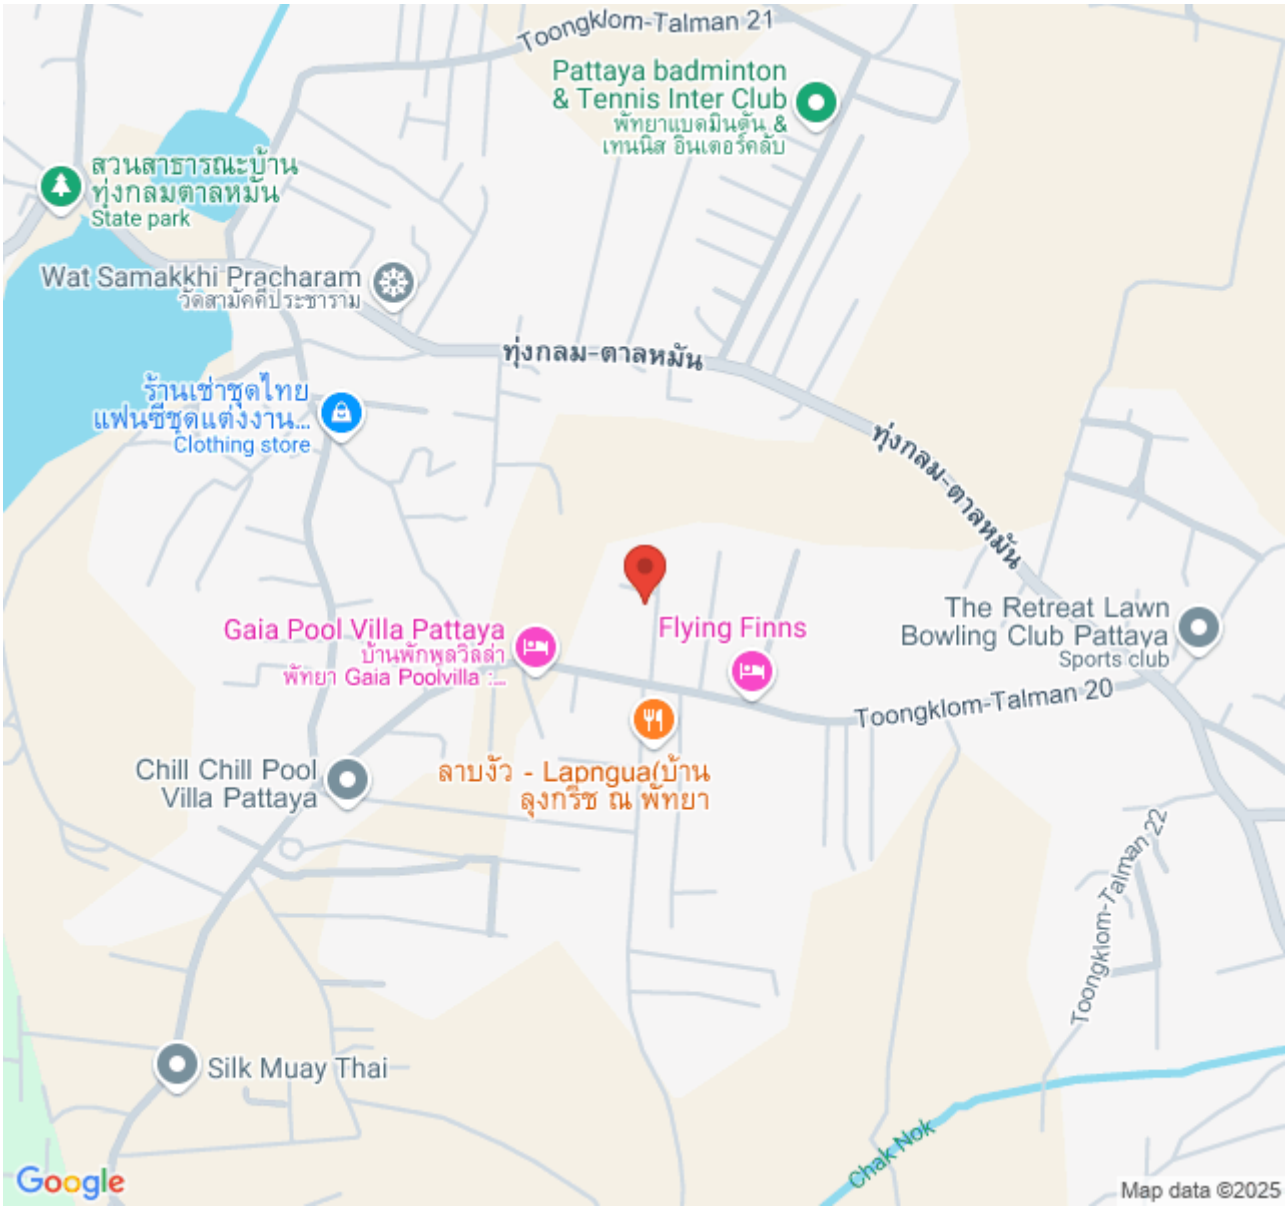 Toongklom-Talman 21
Pattaya badminton
& Tennis Inter Club
พัทยาแบดมินตัน &
เทนนิส อินเตอร์คลับ
สวนสาธารณะบ้าน
ทุ่งกลมตาลหมัน
State park
Wat Samakkhi Pracharam
วัดสามัคคีประชาราม
ทุ่งกลม-ตาลหมัน
ร้านเช่าชุดไทย
แฟนซีชุดแต่งงาน...
Clothing store
ทุ่งกลม-ตาลหมัน
The Retreat Lawn
Bowling Club Pattaya
Sports club
Gaia Pool Villa Pattaya
บ้านพักพูลวิลล่า
พัทยา Gaia Poolvilla :...
Flying Finns
Toongklom-Talman 20
ลาบงัว - Lapngua(บ้าน
ลุงกริช ณ พัทยา
Chill Chill Pool
Villa Pattaya
Toongklom-Talman 22
Silk Muay Thai
Chak Nok
Google
Map data ©2025